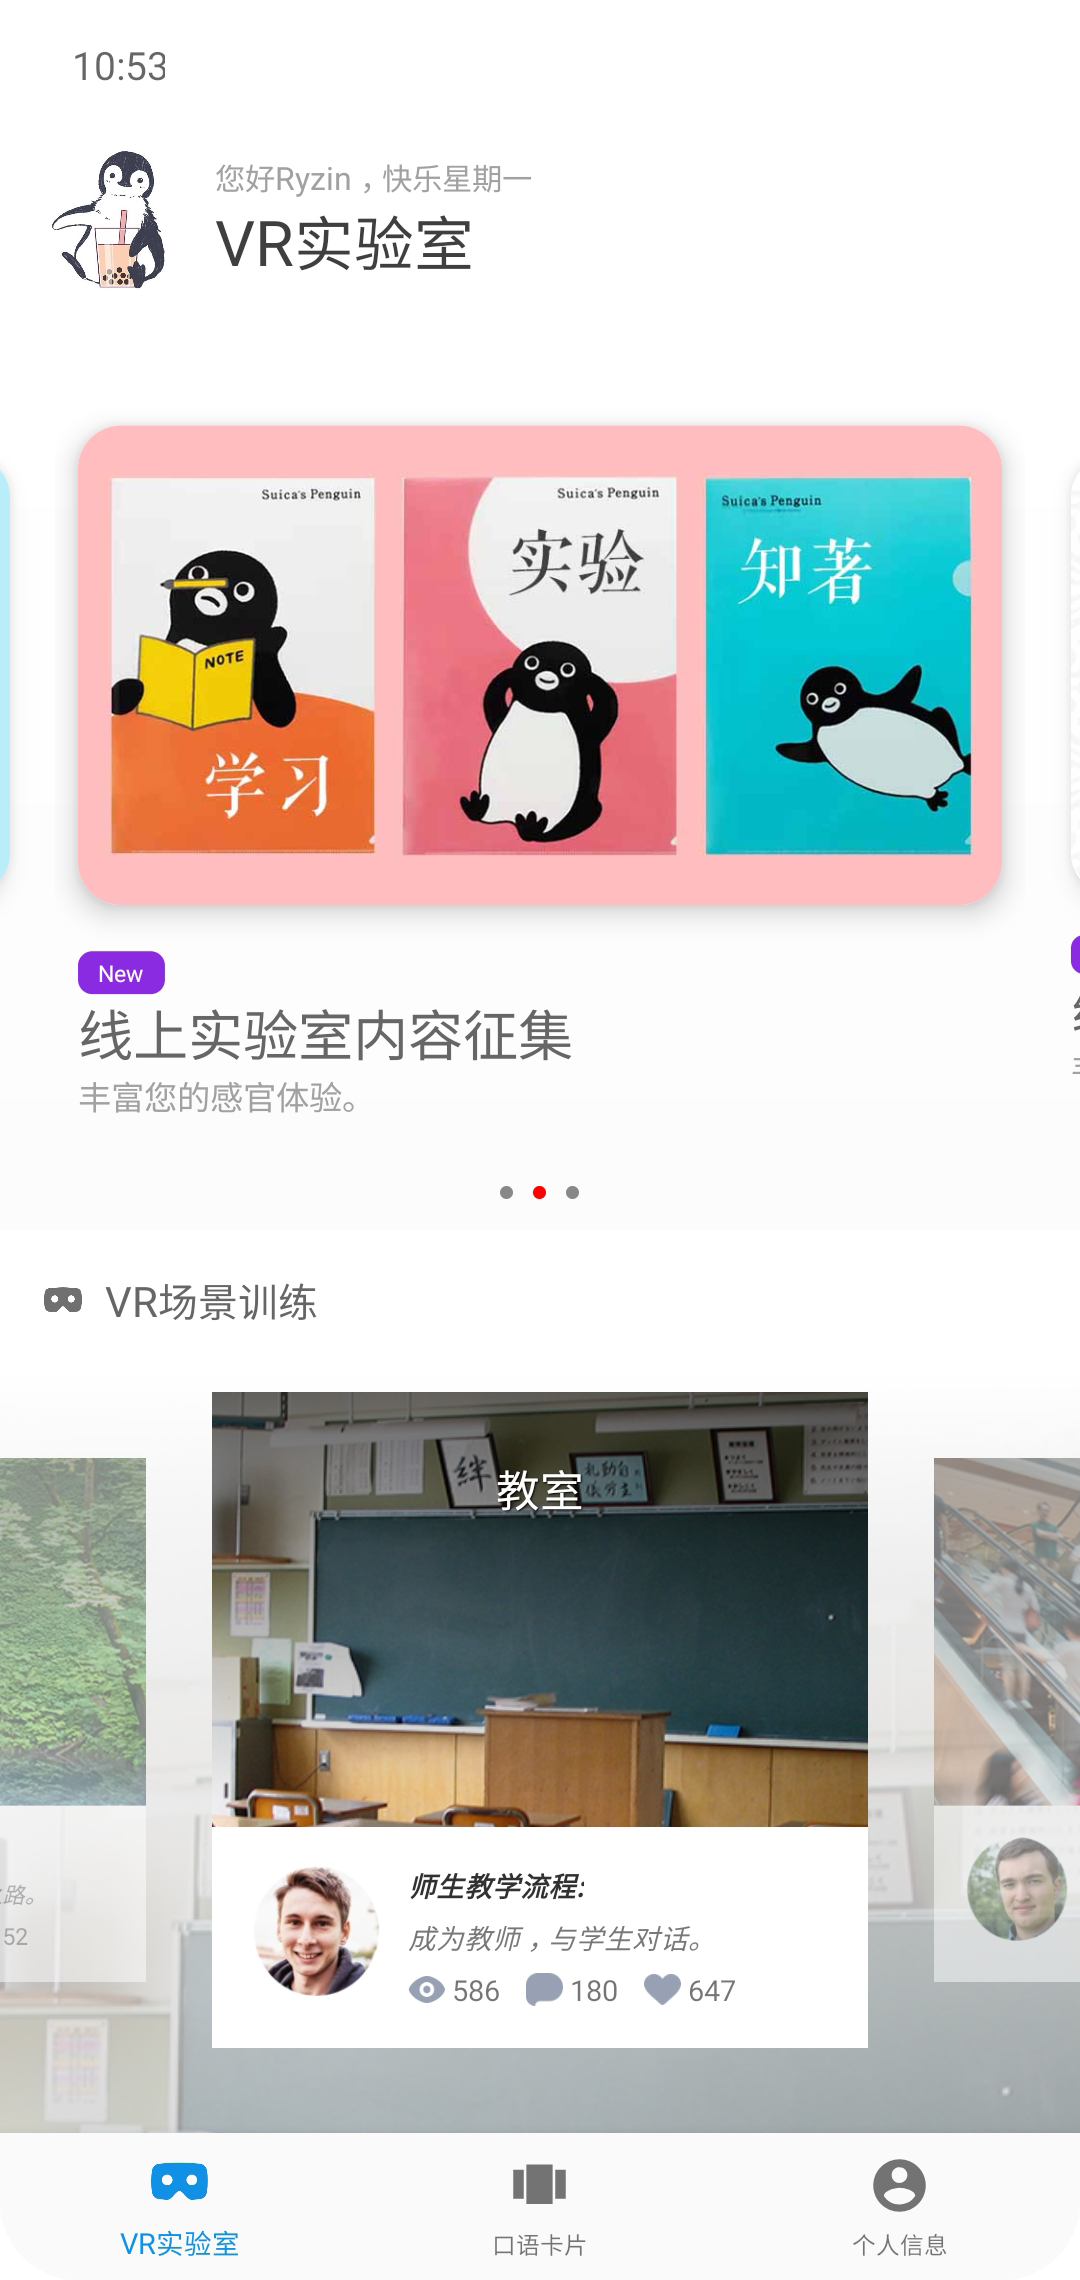 10:53
您好Ryzin，快乐星期一
VR实验室
Suica's Penguin
NOTE
学习
Suica's Penguin
实验
Suica's Penguin
知著
New
线上实验室内容征集
丰富您的感官体验。
VR场景训练
絆
教室
路。
52
师生教学流程:
成为教师，与学生对话。
586 180 647
VR实验室
口语卡片
个人信息